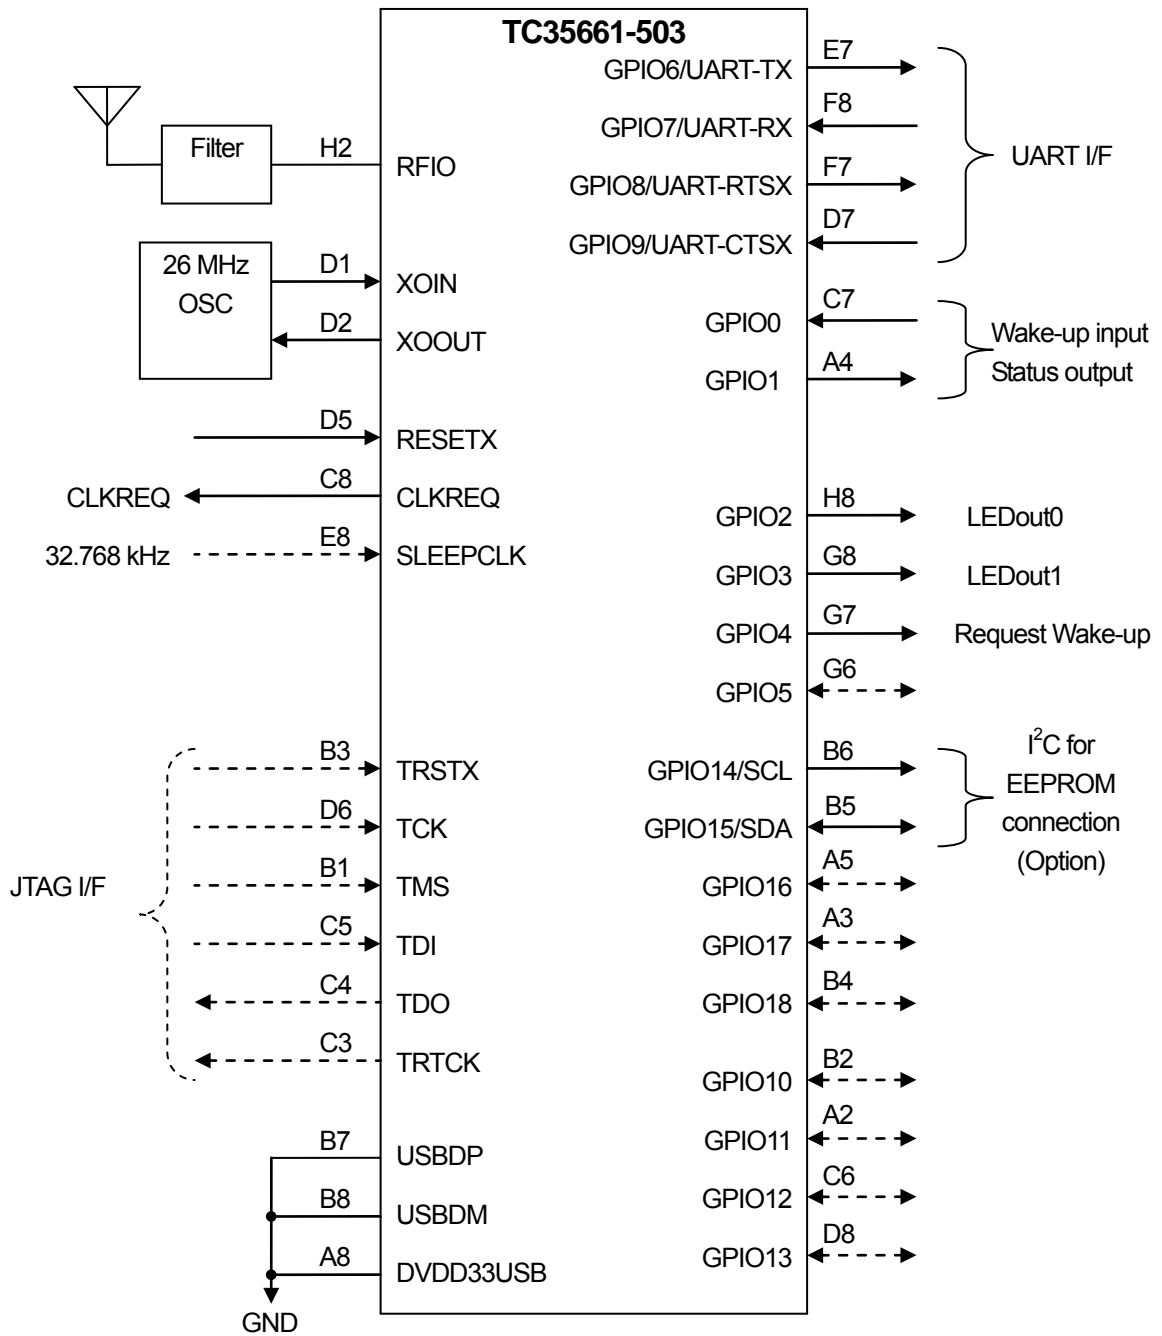 TC35661-503
Filter
H2
RFIO
26 MHz
OSC
D1
XOIN
D2
XOOUT
D5
RESETX
CLKREQ
C8
CLKREQ
32.768 kHz
E8
SLEEPCLK
JTAG I/F
B3
TRSTX
D6
TCK
B1
TMS
C5
TDI
C4
TDO
C3
TRTCK
B7
USBDP
B8
USBDM
A8
DVDD33USB
GND
GPIO6/UART-TX
E7
GPIO7/UART-RX
F8
GPIO8/UART-RTSX
F7
GPIO9/UART-CTSX
D7
UART I/F
GPIO0
C7
GPIO1
A4
Wake-up input
Status output
GPIO2
H8
LEDout0
GPIO3
G8
LEDout1
GPIO4
G7
Request Wake-up
GPIO5
G6
GPIO14/SCL
B6
GPIO15/SDA
B5
I²C for
EEPROM
connection
(Option)
GPIO16
A5
GPIO17
A3
GPIO18
B4
GPIO10
B2
GPIO11
A2
GPIO12
C6
GPIO13
D8